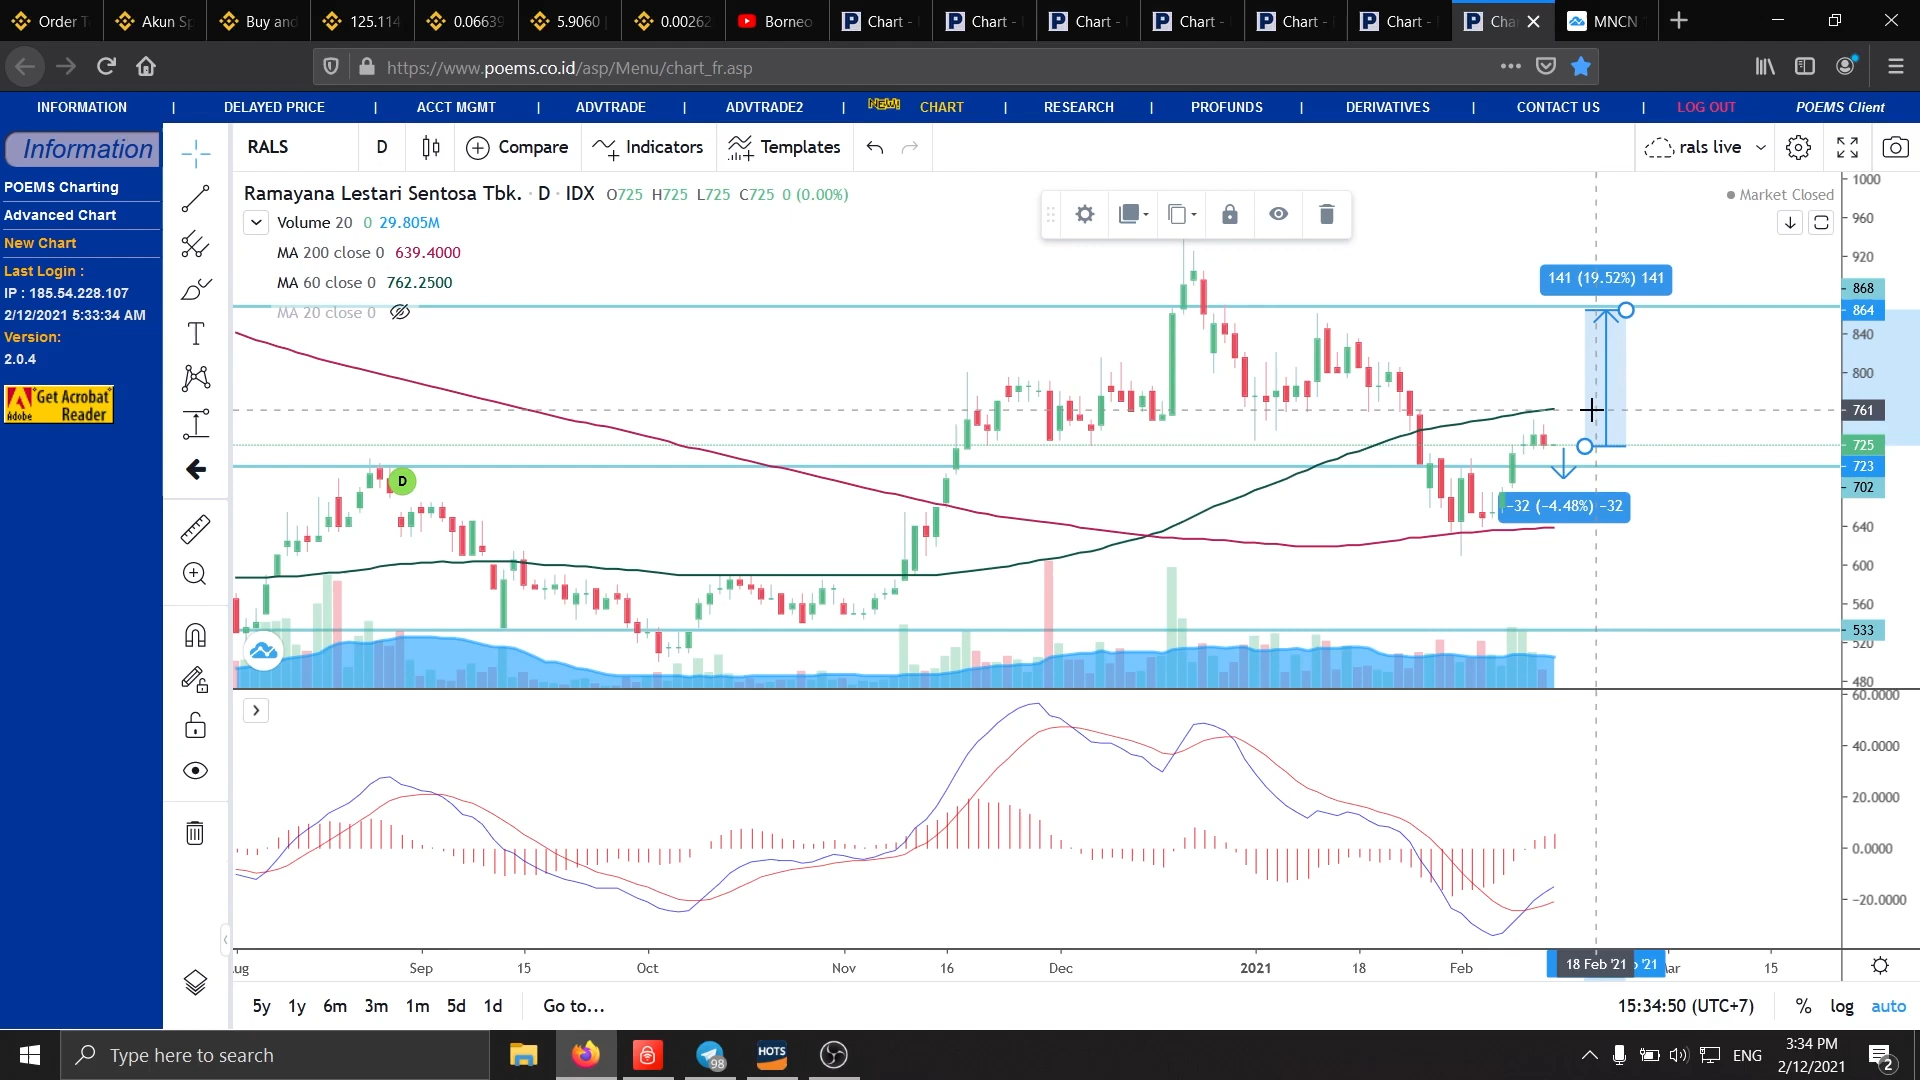 Order T
Akun Sp
Buy and
125.114
0.06639
5.9060
0.00262
Borneo
Chart -
Chart -
Chart -
Chart -
Chart -
Chart -
Cha
MNCN
https://www.poems.co.id/asp/Menu/chart_fr.asp
INFORMATION | DELAYED PRICE | ACCT MGMT | ADVTRADE | ADVTRADE2 | NEW! CHART | RESEARCH | PROFUNDS | DERIVATIVES | CONTACT US | LOG OUT POEMS Client
Information
POEMS Charting
Advanced Chart
New Chart
Last Login :
IP : 185.54.228.107
2/12/2021 5:33:34 AM
Version:
2.0.4
Get Acrobat
Reader
Adobe
RALS D Compare Indicators Templates rals live
Ramayana Lestari Sentosa Tbk. · D · IDX O725 H725 L725 C725 0 (0.00%)
Market Closed
Volume 20 0 29.805M
MA 200 close 0 639.4000
MA 60 close 0 762.2500
MA 20 close 0
141 (19.52%) 141
-32 (-4.48%) -32
D
1000
960
920
868
864
840
800
761
725
723
702
640
600
560
533
520
480
60.0000
40.0000
20.0000
0.0000
-20.0000
ug Sep 15 Oct Nov 16 Dec 2021 18 Feb 18 Feb '21 '21 ar 15
5y 1y 6m 3m 1m 5d 1d Go to...
15:34:50 (UTC+7) % log auto
Type here to search
98
HOTS
ENG
3:34 PM
2/12/2021
2